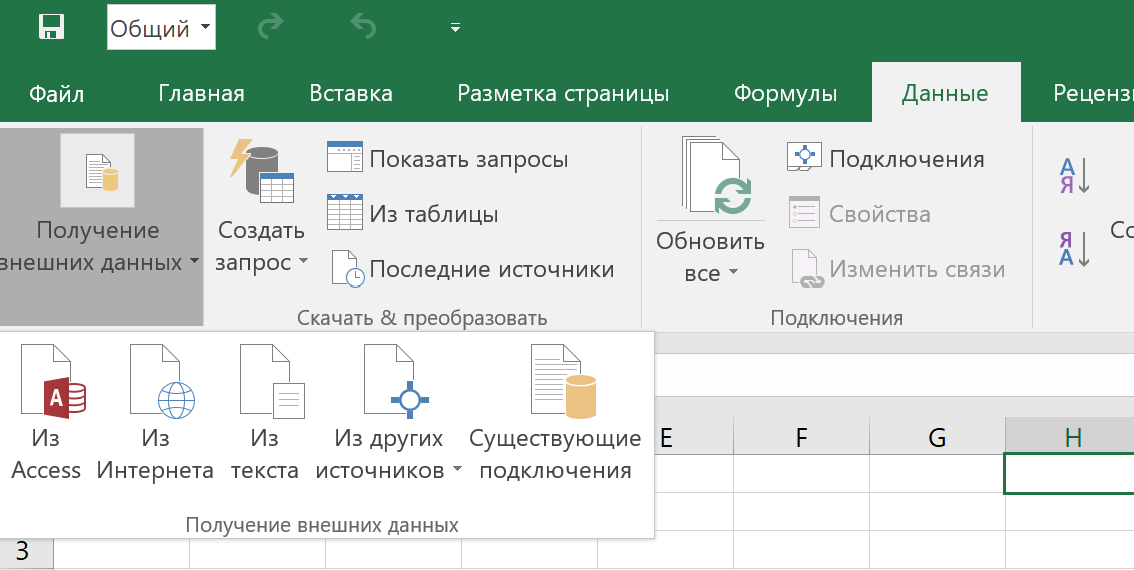 Общий
Файл
Главная
Вставка
Разметка страницы
Формулы
Данные
Реценз
Получение
внешних данных
Создать
запрос
Показать запросы
Из таблицы
Последние источники
Скачать & преобразовать
Обновить
все
Подключения
Свойства
Изменить связи
Подключения
А
Я
Я
А
Со
Из
Access
Из
Интернета
Из
текста
Из других
источников
Существующие
подключения
Получение внешних данных
E
F
G
H
3